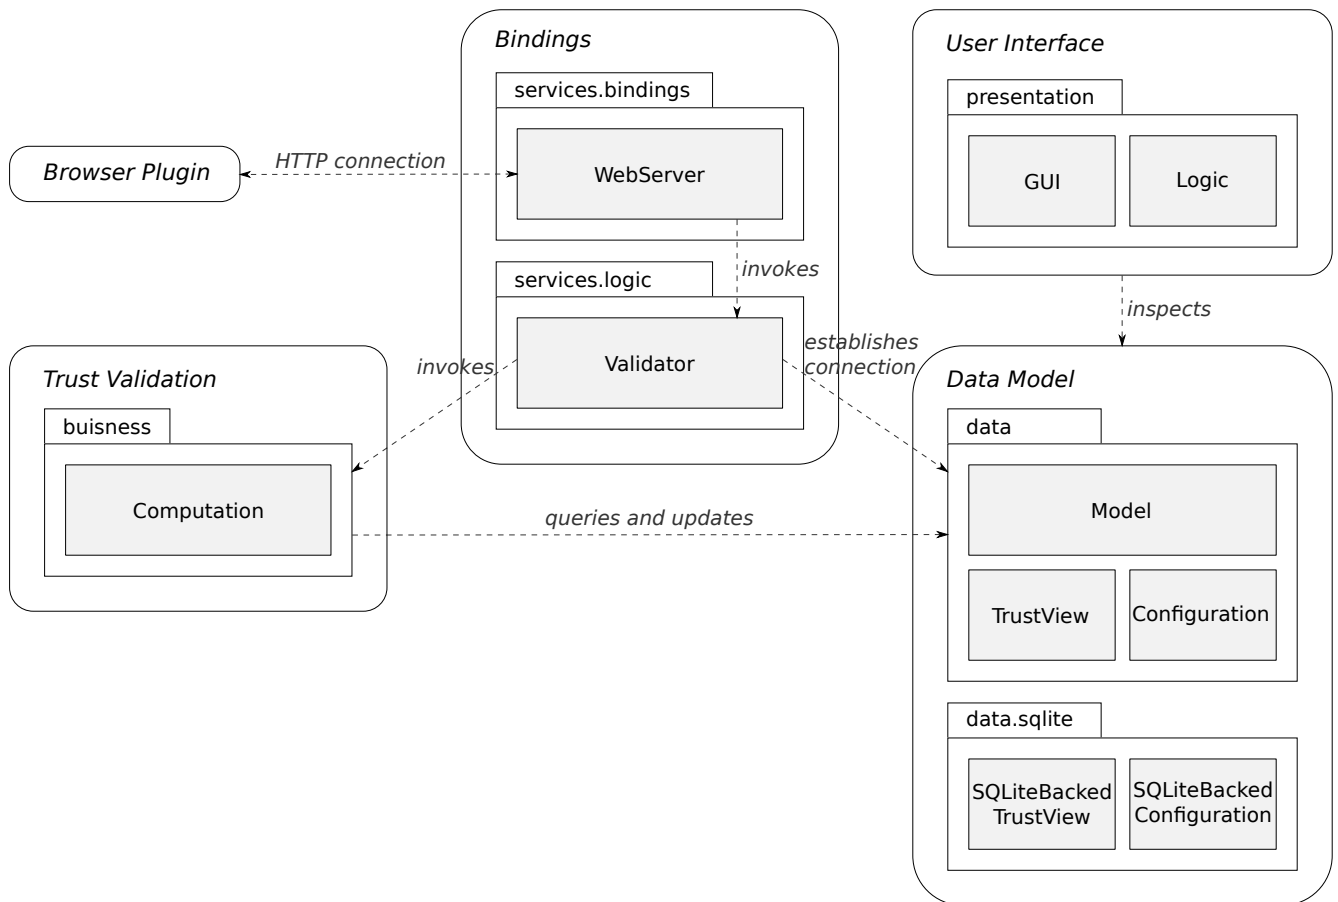 Bindings
services.bindings
WebServer
User Interface
presentation
GUI
Logic
Browser Plugin
HTTP connection
invokes
services.logic
Validator
inspects
invokes
establishes
connection
Trust Validation
buisness
Computation
queries and updates
Data Model
data
Model
TrustView
Configuration
data.sqlite
SQLiteBacked
TrustView
SQLiteBacked
Configuration